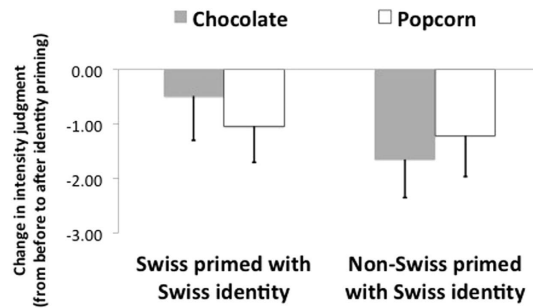 Chocolate
Popcorn
Change in intensity judgment
(from before to after identity priming)
0.00
-1.00
-2.00
-3.00
Swiss primed with
Swiss identity
Non-Swiss primed
with Swiss identity